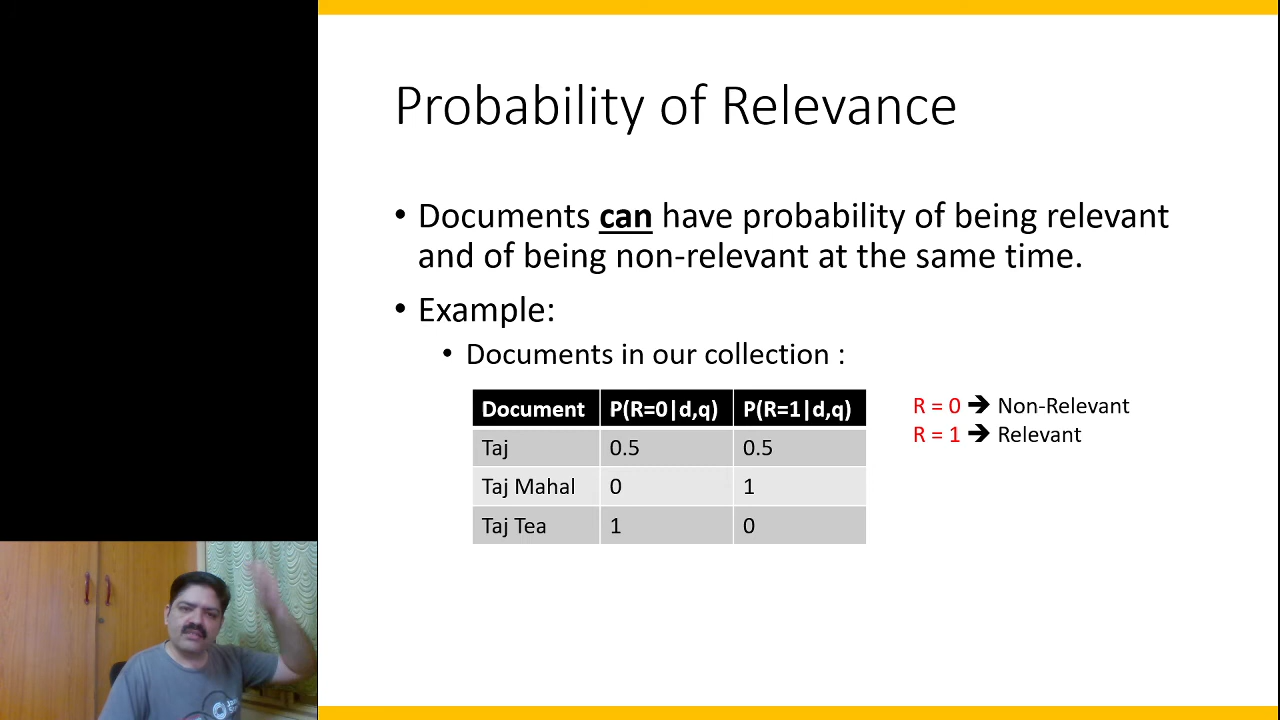 Probability of Relevance
• Documents can have probability of being relevant
and of being non-relevant at the same time.
• Example:
• Documents in our collection :
Document P(R=0|d,q) P(R=1|d,q)
Taj 0.5 0.5
Taj Mahal 0 1
Taj Tea 1 0
R = 0 ➔ Non-Relevant
R = 1 ➔ Relevant